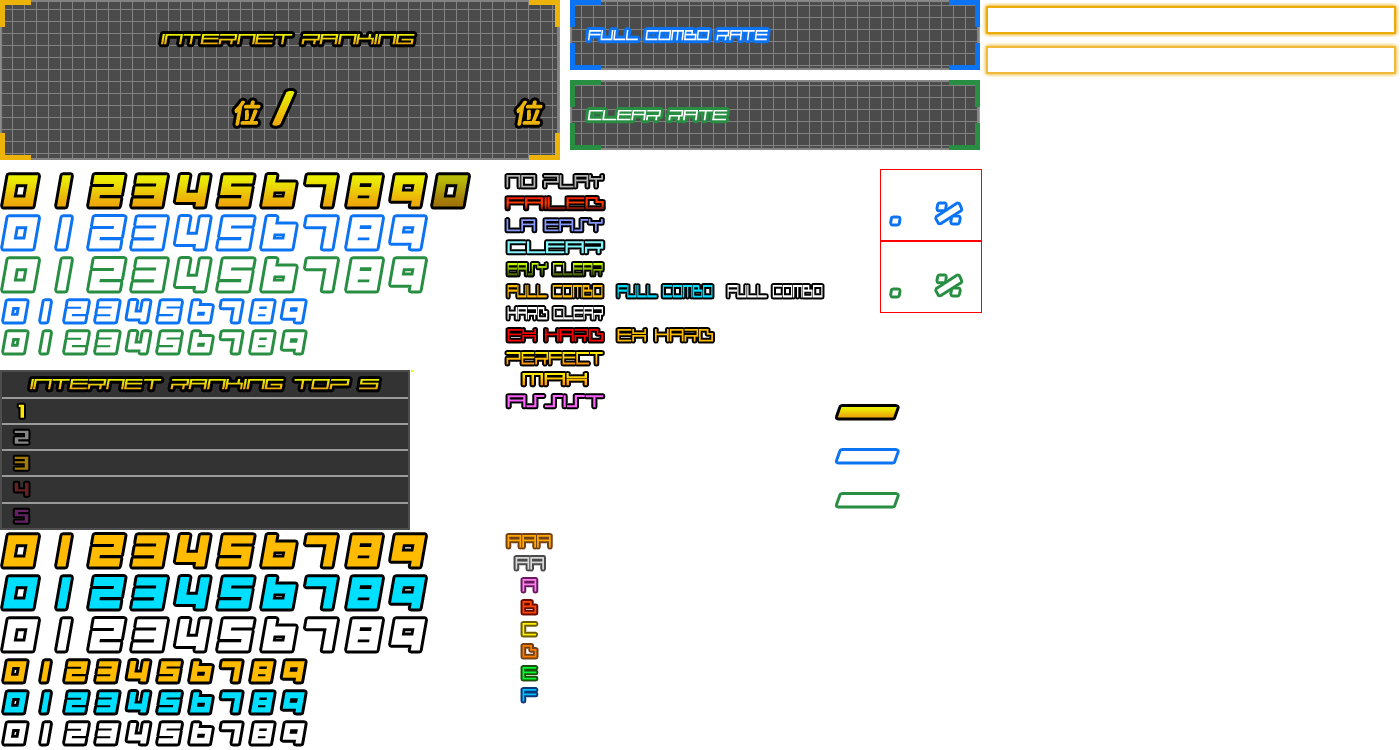 INTERNET RANKING
位 / 位
FULL COMBO RATE
CLEAR RATE
0 1 2 3 4 5 6 7 8 9 0
0 1 2 3 4 5 6 7 8 9
0 1 2 3 4 5 6 7 8 9
0 1 2 3 4 5 6 7 8 9
0 1 2 3 4 5 6 7 8 9
NO PLAY
FAILED
LA EASY
CLEAR
EASY CLEAR
FULL COMBO FULL COMBO FULL COMBO
HARD CLEAR
EX HARD EX HARD
PERFECT
MAX
ASSIST
. %
. %
INTERNET RANKING TOP 5
1
2
3
4
5
0 1 2 3 4 5 6 7 8 9
0 1 2 3 4 5 6 7 8 9
0 1 2 3 4 5 6 7 8 9
0 1 2 3 4 5 6 7 8 9
0 1 2 3 4 5 6 7 8 9
0 1 2 3 4 5 6 7 8 9
AAA
AA
A
B
C
D
E
F